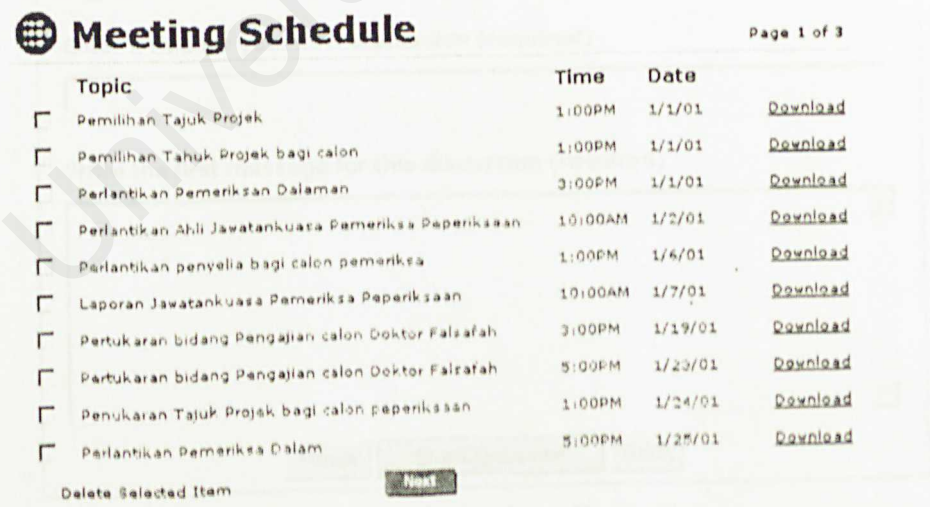 Meeting Schedule Page 1 of 3
Topic Time Date
Pemilihan Tajuk Projek 1:00PM 1/1/01 Download
Pemilihan Tahuk Projek bagi calon 1:00PM 1/1/01 Download
Perlantikan Pemeriksan Dalaman 3:00PM 1/1/01 Download
Perlantikan Ahli Jawatankuasa Pemeriksa Peperiksaan 10:00AM 1/2/01 Download
Perlantikan penyelia bagi calon pemeriksa 1:00PM 1/6/01 Download
Laporan Jawatankuasa Pemeriksa Peperiksaan 10:00AM 1/7/01 Download
Pertukaran bidang Pengajian calon Doktor Falsafah 3:00PM 1/19/01 Download
Pertukaran bidang Pengajian calon Doktor Falsafah 5:00PM 1/23/01 Download
Penukaran Tajuk Projek bagi calon peperiksaan 1:00PM 1/24/01 Download
Perlantikan Pemeriksa Dalam 5:00PM 1/25/01 Download
Delete Selected Item Next